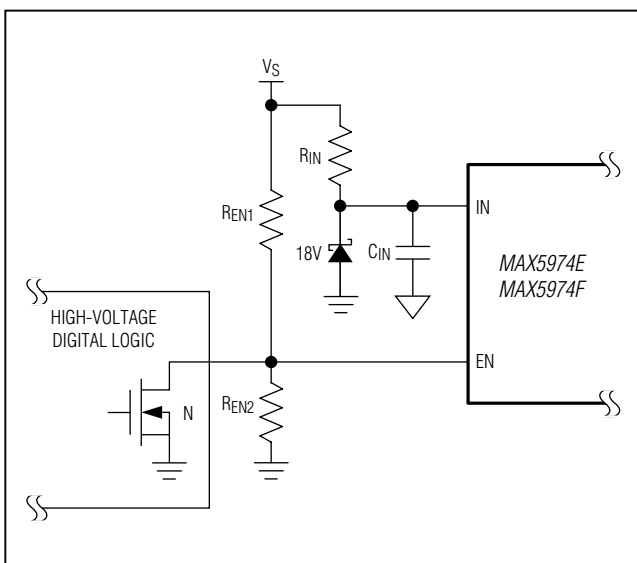 VS
RIN
REN1
IN
18V
CIN
MAX5974E
MAX5974F
HIGH-VOLTAGE
DIGITAL LOGIC
EN
N
REN2